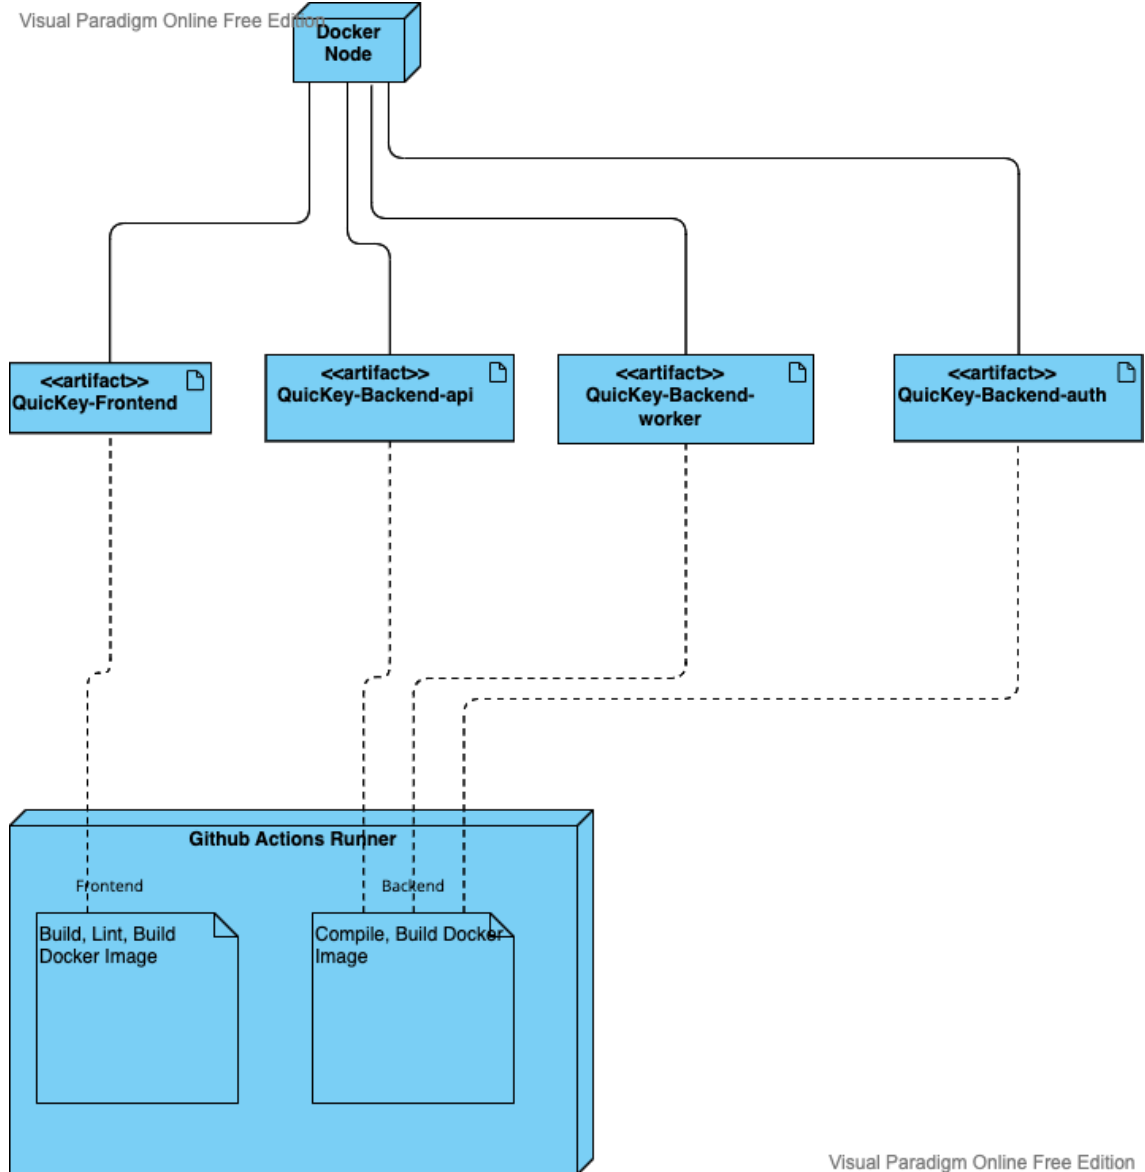 Visual Paradigm Online Free Edition
Docker
Node
<<artifact>>
QuicKey-Frontend
<<artifact>>
QuicKey-Backend-api
<<artifact>>
QuicKey-Backend-
worker
<<artifact>>
QuicKey-Backend-auth
Github Actions Runner
Frontend
Build, Lint, Build
Docker Image
Backend
Compile, Build Docker
Image
Visual Paradigm Online Free Edition